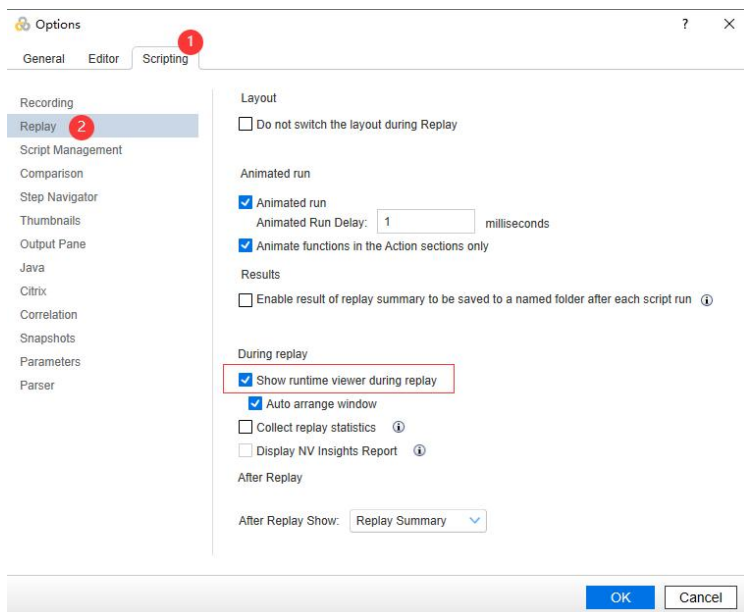 Options
?
General Editor Scripting 1
Recording
Replay 2
Script Management
Comparison
Step Navigator
Thumbnails
Output Pane
Java
Citrix
Correlation
Snapshots
Parameters
Parser
Layout
Do not switch the layout during Replay
Animated run
Animated run
Animated Run Delay: 1 milliseconds
Animate functions in the Action sections only
Results
Enable result of replay summary to be saved to a named folder after each script run
During replay
Show runtime viewer during replay
Auto arrange window
Collect replay statistics
Display NV Insights Report
After Replay
After Replay Show: Replay Summary
OK Cancel